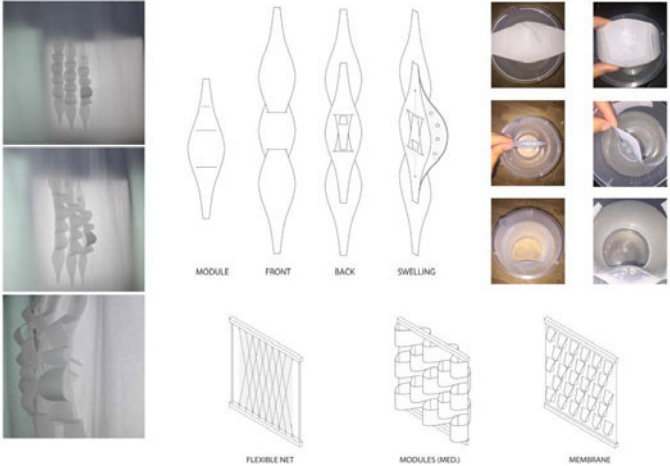 MODULE
FRONT
BACK
SWELLING
FLEXIBLE NET
MODULES (MED.)
MEMBRANE